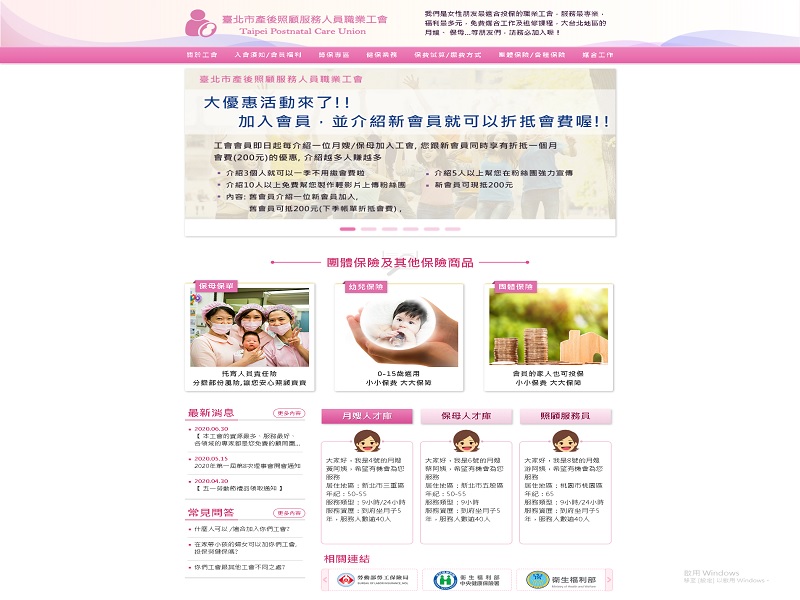 臺北市產後照顧服務人員職業工會
Taipei Postnatal Care Union
我們是女性朋友最適合投保的職業工會，服務最專業，
福利最多元，免費媒合工作及進修課程，大台北地區的
月嫂、保母...等朋友們，請務必加入喔！
關於工會
入會須知/會員福利
勞保專區
健保業務
保費試算/繳費方式
團體保險/意健保險
媒合工作
臺北市產後照顧服務人員職業工會
大優惠活動來了!!
加入會員，並介紹新會員就可以折抵會費喔!!
工會會員即日起每介紹一位月嫂/保母加入工會, 您跟新會員同時享有折抵一個月
會費(200元)的優惠, 介紹越多人賺越多
• 介紹3個人就可以一季不用繳會費啦
• 介紹5人以上幫您在粉絲團強力宣傳
• 介紹10人以上免費幫您製作輕影片上傳粉絲團
• 新會員可現抵200元
• 內容: 舊會員介紹一位新會員加入,
舊會員可抵200元(下季帳單折抵會費) ,
團體保險及其他保險商品
保母保單
幼兒保險
團體保險
托育人員責任險
分擔部份風險,讓您安心照顧寶寶
0-15歲適用
小小保費 大大保障
會員的家人也可投保
小小保費 大大保障
最新消息
更多內容
2020.06.30
【 本工會的資源最多，服務最好，
各領域的專家都是您免費的顧問團...
2020.05.15
2020年第一屆第8次理事會開會通知
2020.04.30
【 五一勞動節禮品領取通知 】
常見問答
更多內容
什麼人可以/適合加入你們工會?
在家帶小孩的婦女可以加你們工會,
投保勞健保嗎?
你們工會跟其他工會不同之處?
月嫂人才庫
保母人才庫
照顧服務員
大家好，我是4號的月嫂
黃阿姨，希望有機會為您
服務
居住地區：新北市三重區
年紀：50-55
服務類型：9小時/24小時
服務資歷：到府坐月子5
年，服務人數逾40人
大家好，我是6號的月嫂
蔡阿姨，希望有機會為您
服務
居住地區：新北市五股區
年紀：50-55
服務類型：9小時
服務資歷：到府坐月子5
年，服務人數逾40人
大家好，我是8號的月嫂
游阿姨，希望有機會為您
服務
居住地區：桃園市桃園區
年紀：65
服務類型：9小時/24小時
服務資歷：到府坐月子5
年，服務人數逾40人
相關連結
勞動部勞工保險局
BUREAU OF LABOR INSURANCE, MOL
衛生福利部
中央健康保險署
衛生福利部
Ministry of Health and Welfare
啟用 Windows